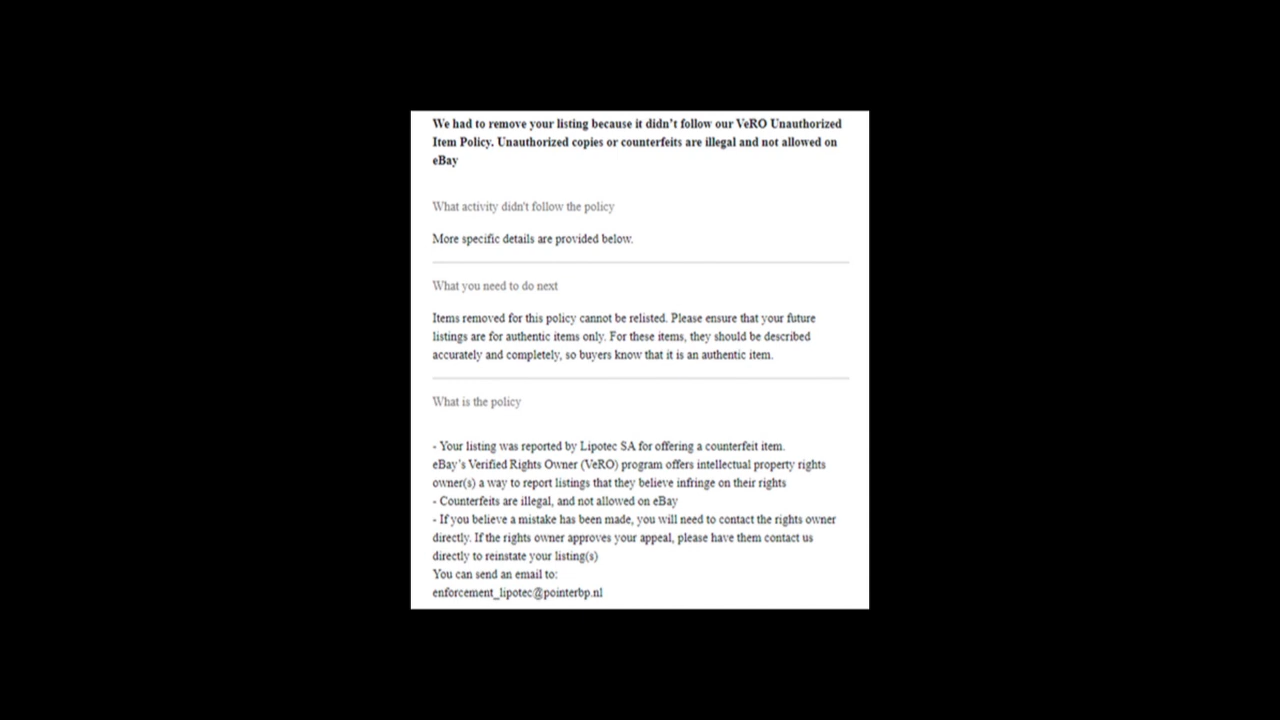 We had to remove your listing because it didn't follow our VeRO Unauthorized
Item Policy. Unauthorized copies or counterfeits are illegal and not allowed on
eBay
What activity didn't follow the policy
More specific details are provided below.
What you need to do next
Items removed for this policy cannot be relisted. Please ensure that your future
listings are for authentic items only. For these items, they should be described
accurately and completely, so buyers know that it is an authentic item.
What is the policy
- Your listing was reported by Lipotec SA for offering a counterfeit item.
eBay's Verified Rights Owner (VeRO) program offers intellectual property rights
owner(s) a way to report listings that they believe infringe on their rights
- Counterfeits are illegal, and not allowed on eBay
- If you believe a mistake has been made, you will need to contact the rights owner
directly. If the rights owner approves your appeal, please have them contact us
directly to reinstate your listing(s)
You can send an email to:
enforcement_lipotec@pointerbp.nl